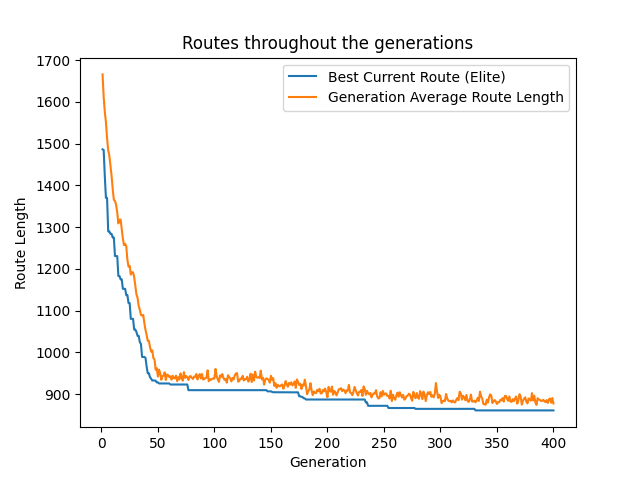 Routes throughout the generations
Best Current Route (Elite)
Generation Average Route Length
Route Length
1700
1600
1500
1400
1300
1200
1100
1000
900
0 50 100 150 200 250 300 350 400
Generation